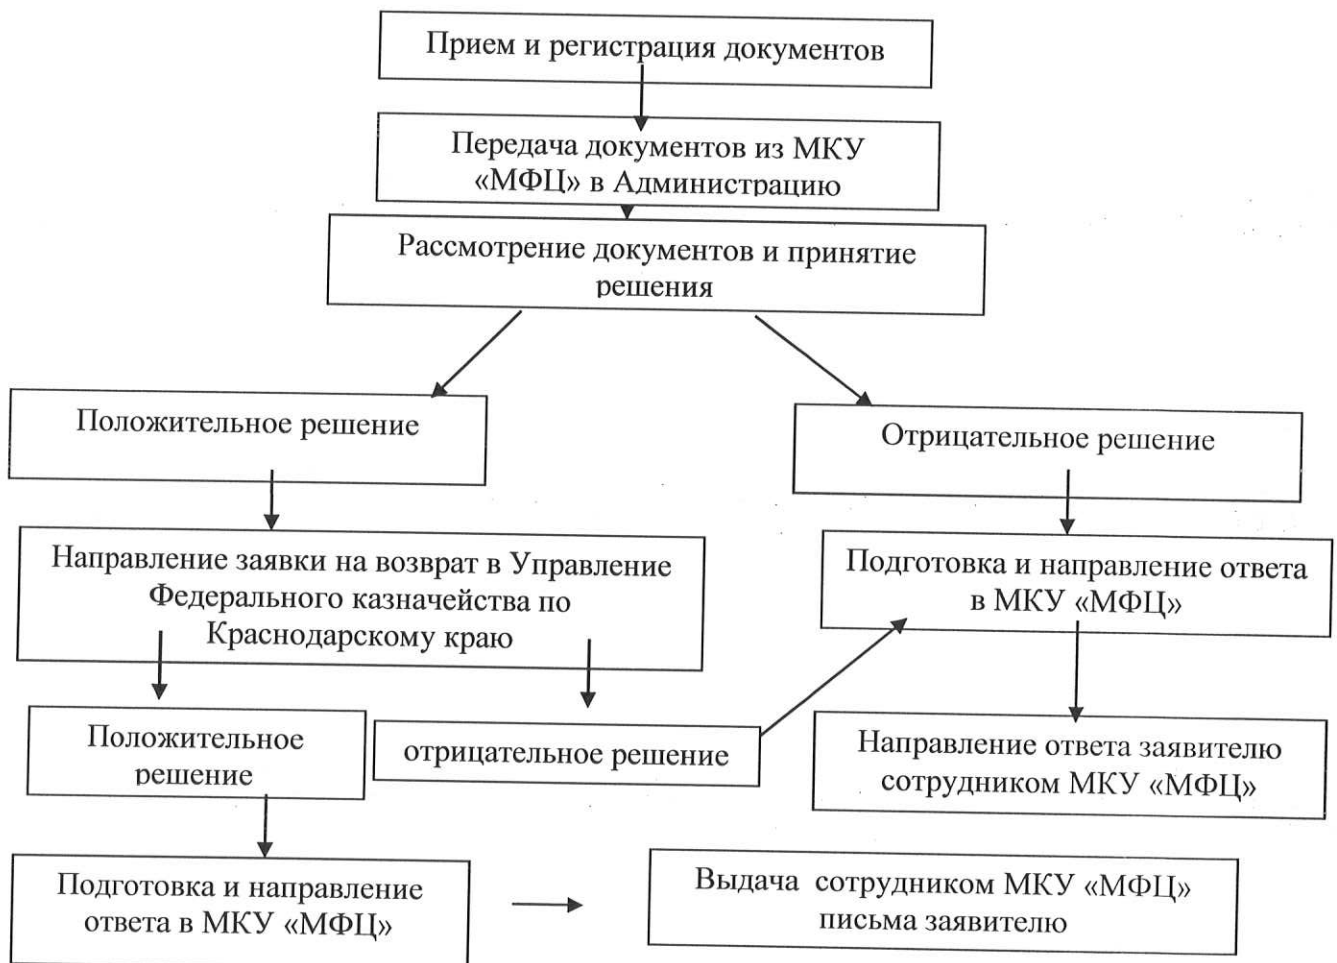 Прием и регистрация документов
Передача документов из МКУ
«МФЦ» в Администрацию
Рассмотрение документов и принятие
решения
Положительное решение
Отрицательное решение
Направление заявки на возврат в Управление
Федерального казначейства по
Краснодарскому краю
Подготовка и направление ответа
в МКУ «МФЦ»
Положительное
решение
отрицательное решение
Направление ответа заявителю
сотрудником МКУ «МФЦ»
Подготовка и направление
ответа в МКУ «МФЦ»
Выдача сотрудником МКУ «МФЦ»
письма заявителю